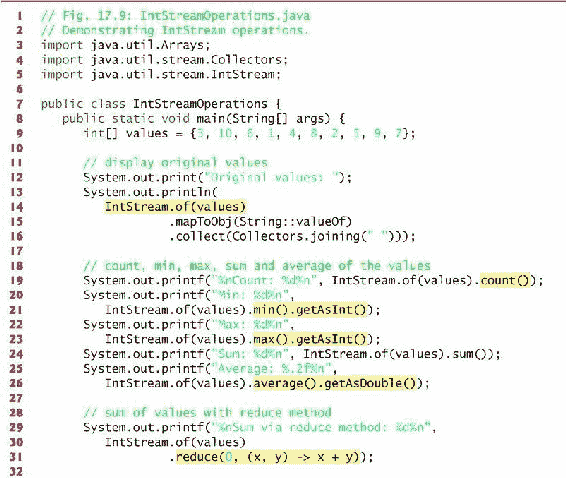 1 // Fig. 17.9: IntStreamOperations.java
2 // Demonstrating IntStream operations.
3 import java.util.Arrays;
4 import java.util.stream.Collectors;
5 import java.util.stream.IntStream;
6
7 public class IntStreamOperations {
8 public static void main(String[] args) {
9 int[] values = {3, 10, 6, 1, 4, 8, 2, 5, 9, 7};
10
11 // display original values
12 System.out.print("Original values: ");
13 System.out.println(
14 IntStream.of(values)
15 .mapToObj(String::valueOf)
16 .collect(Collectors.joining(" ")));
17
18 // count, min, max, sum and average of the values
19 System.out.printf("%nCount: %d%n", IntStream.of(values).count());
20 System.out.printf("Min: %d%n",
21 IntStream.of(values).min().getAsInt());
22 System.out.printf("Max: %d%n",
23 IntStream.of(values).max().getAsInt());
24 System.out.printf("Sum: %d%n", IntStream.of(values).sum());
25 System.out.printf("Average: %.2f%n",
26 IntStream.of(values).average().getAsDouble());
27
28 // sum of values with reduce method
29 System.out.printf("%nSum via reduce method: %d%n",
30 IntStream.of(values)
31 .reduce(0, (x, y) -> x + y));
32